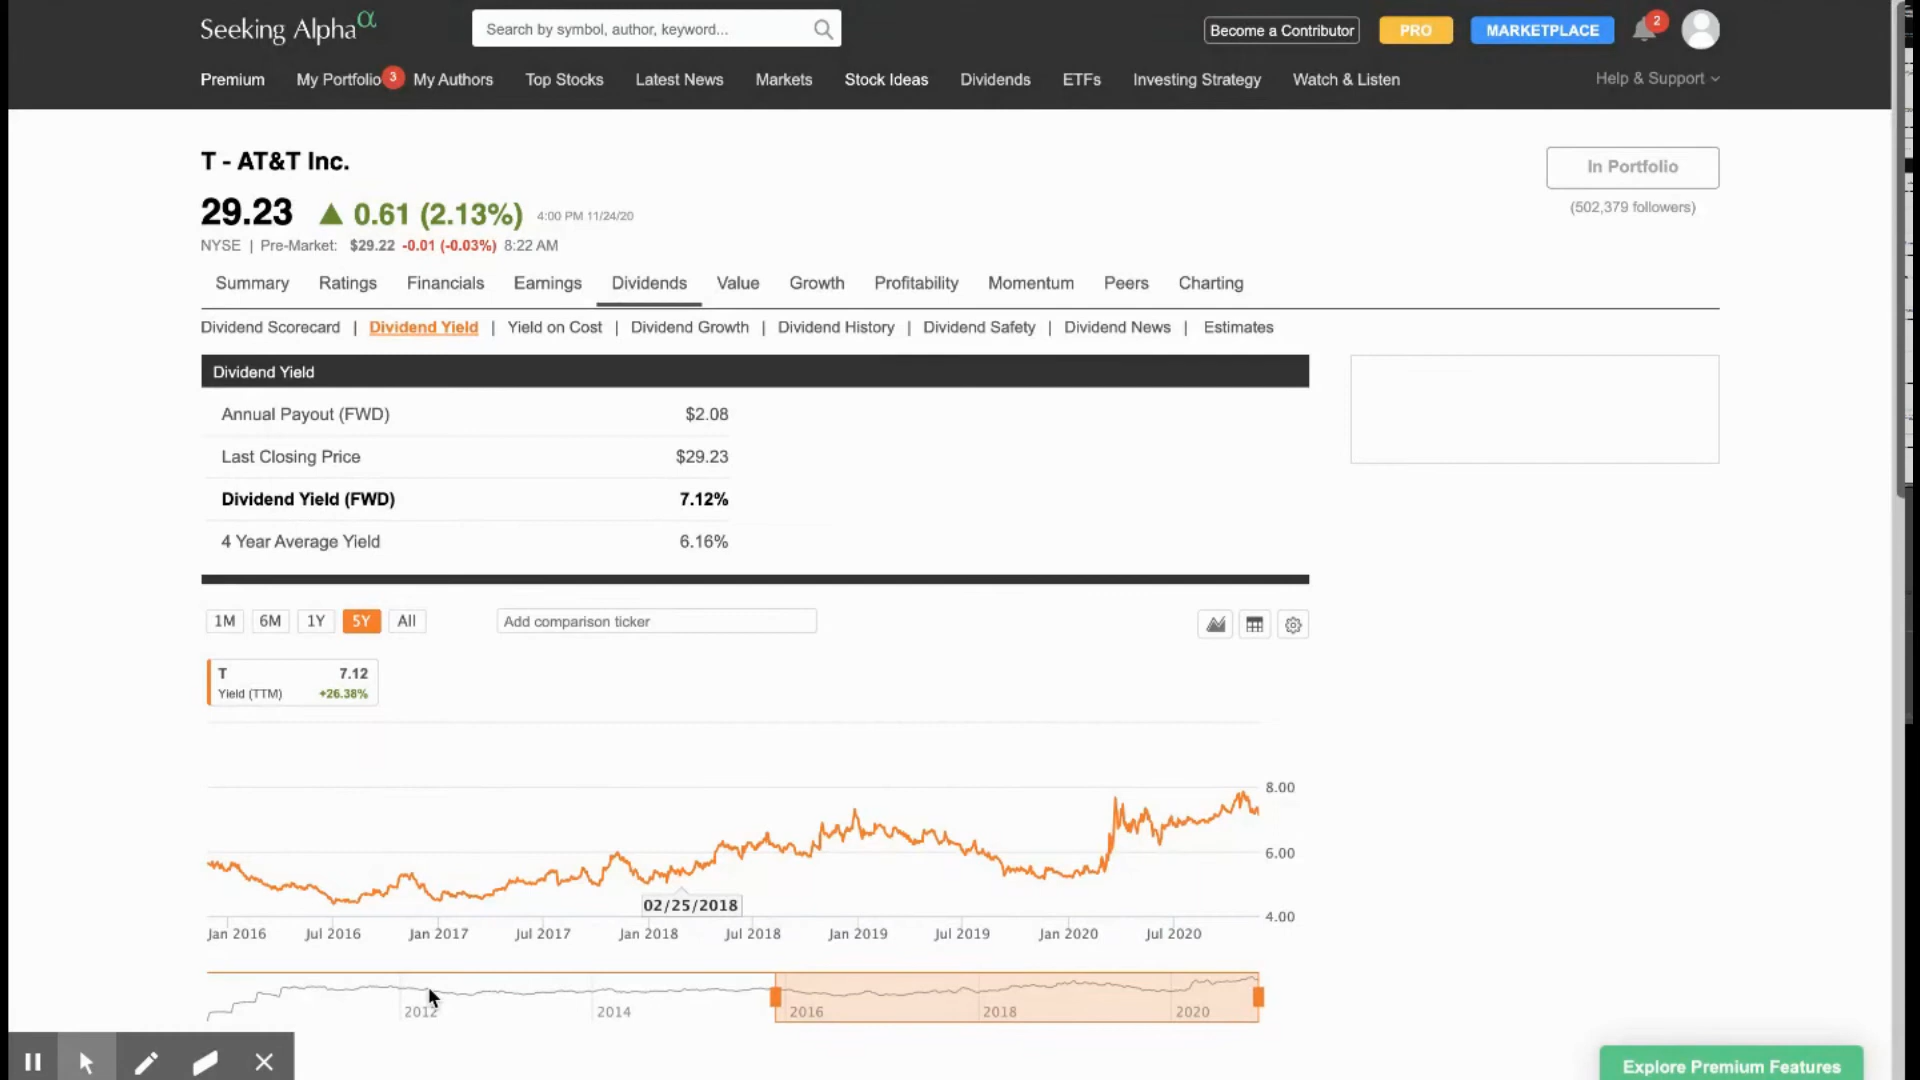 Seeking Alpha α
Search by symbol, author, keyword...
Become a Contributor
PRO
MARKETPLACE
2
Premium
My Portfolio 3
My Authors
Top Stocks
Latest News
Markets
Stock Ideas
Dividends
ETFs
Investing Strategy
Watch & Listen
Help & Support
T - AT&T Inc.
In Portfolio
(502,379 followers)
29.23 ▲ 0.61 (2.13%) 4:00 PM 11/24/20
NYSE | Pre-Market: $29.22 -0.01 (-0.03%) 8:22 AM
Summary Ratings Financials Earnings Dividends Value Growth Profitability Momentum Peers Charting
Dividend Scorecard | Dividend Yield | Yield on Cost | Dividend Growth | Dividend History | Dividend Safety | Dividend News | Estimates
Dividend Yield
Annual Payout (FWD) $2.08
Last Closing Price $29.23
Dividend Yield (FWD) 7.12%
4 Year Average Yield 6.16%
1M 6M 1Y 5Y All
Add comparison ticker
T 7.12
Yield (TTM) +26.38%
8.00
6.00
4.00
02/25/2018
Jan 2016 Jul 2016 Jan 2017 Jul 2017 Jan 2018 Jul 2018 Jan 2019 Jul 2019 Jan 2020 Jul 2020
2012 2014 2016 2018 2020
Explore Premium Features